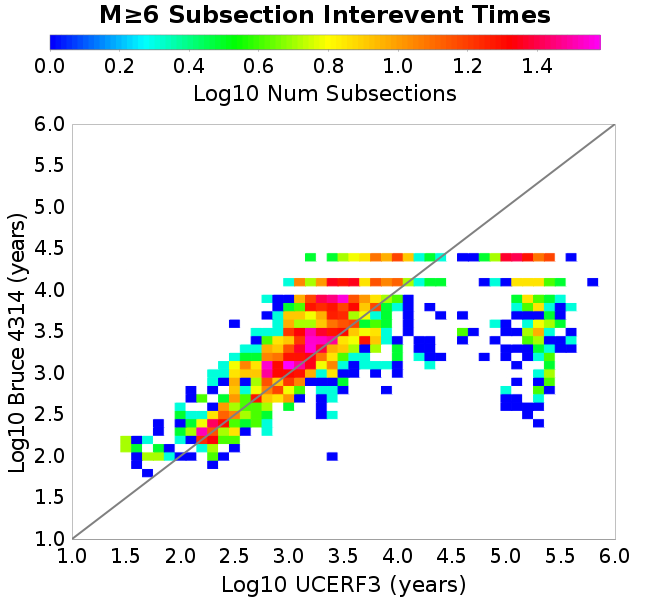 M≥6 Subsection Interevent Times
0.0 0.2 0.4 0.6 0.8 1.0 1.2 1.4
Log10 Num Subsections
6.0
5.5
5.0
4.5
4.0
3.5
3.0
2.5
2.0
1.5
1.0
Log10 Bruce 4314 (years)
1.0 1.5 2.0 2.5 3.0 3.5 4.0 4.5 5.0 5.5 6.0
Log10 UCERF3 (years)